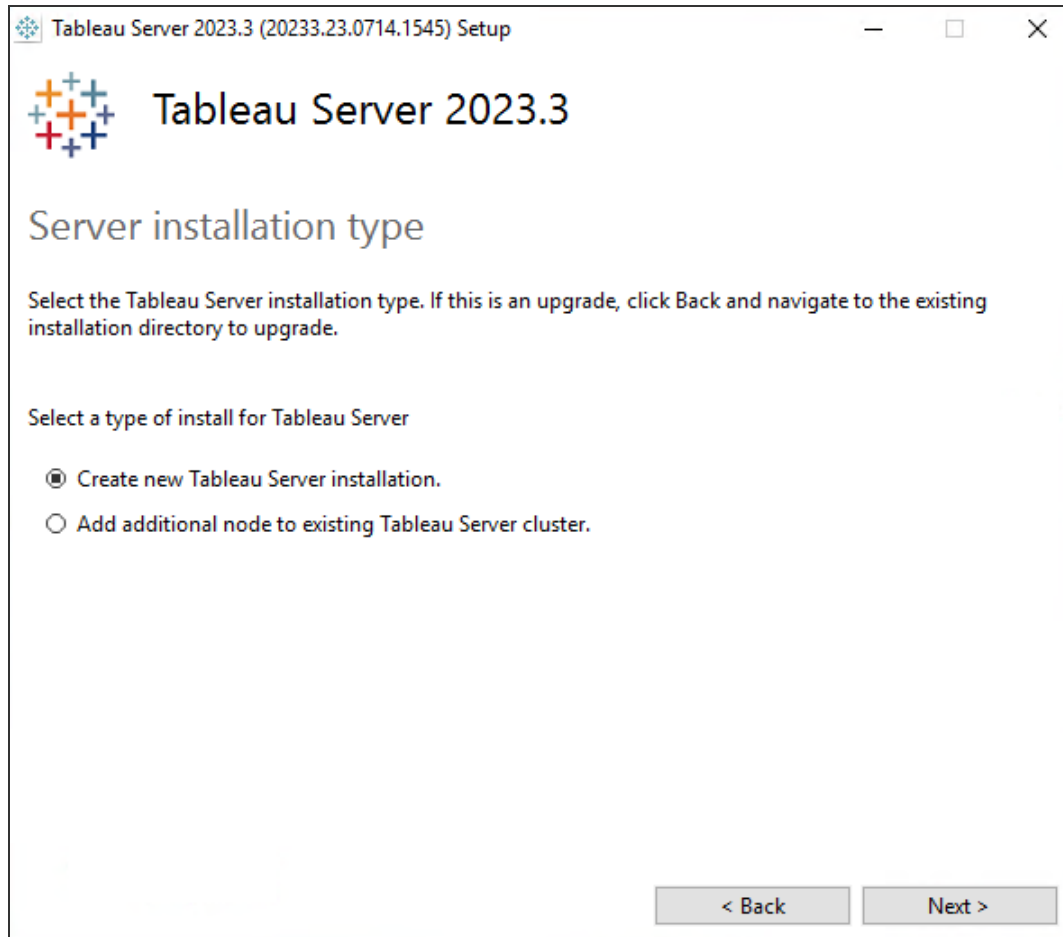 Tableau Server 2023.3 (20233.23.0714.1545) Setup
Tableau Server 2023.3
Server installation type
Select the Tableau Server installation type. If this is an upgrade, click Back and navigate to the existing
installation directory to upgrade.
Select a type of install for Tableau Server
Create new Tableau Server installation.
Add additional node to existing Tableau Server cluster.
< Back
Next >